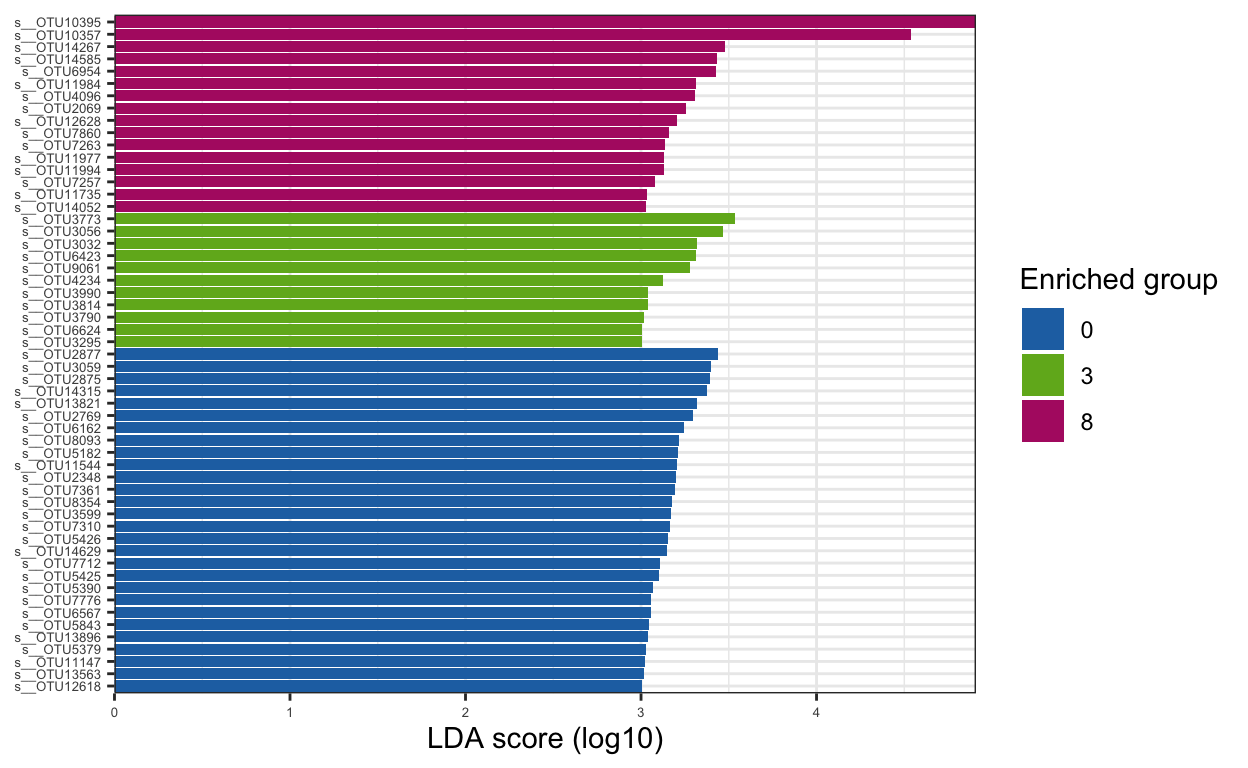 s__OTU10395
s__OTU10357
s__OTU14267
s__OTU14585
s__OTU6954
s__OTU11984
s__OTU4096
s__OTU2069
s__OTU12628
s__OTU7860
s__OTU7263
s__OTU11977
s__OTU11994
s__OTU7257
s__OTU11735
s__OTU14052
s__OTU3773
s__OTU3056
s__OTU3032
s__OTU6423
s__OTU9061
s__OTU4234
s__OTU3990
s__OTU3814
s__OTU3790
s__OTU6624
s__OTU3295
s__OTU2877
s__OTU3059
s__OTU2875
s__OTU14315
s__OTU13821
s__OTU2769
s__OTU6162
s__OTU8093
s__OTU5182
s__OTU11544
s__OTU2348
s__OTU7361
s__OTU8354
s__OTU3599
s__OTU7310
s__OTU5426
s__OTU14629
s__OTU7712
s__OTU5425
s__OTU5390
s__OTU7776
s__OTU6567
s__OTU5843
s__OTU13896
s__OTU5379
s__OTU11147
s__OTU13563
s__OTU12618
0 1 2 3 4
LDA score (log10)
Enriched group
0
3
8